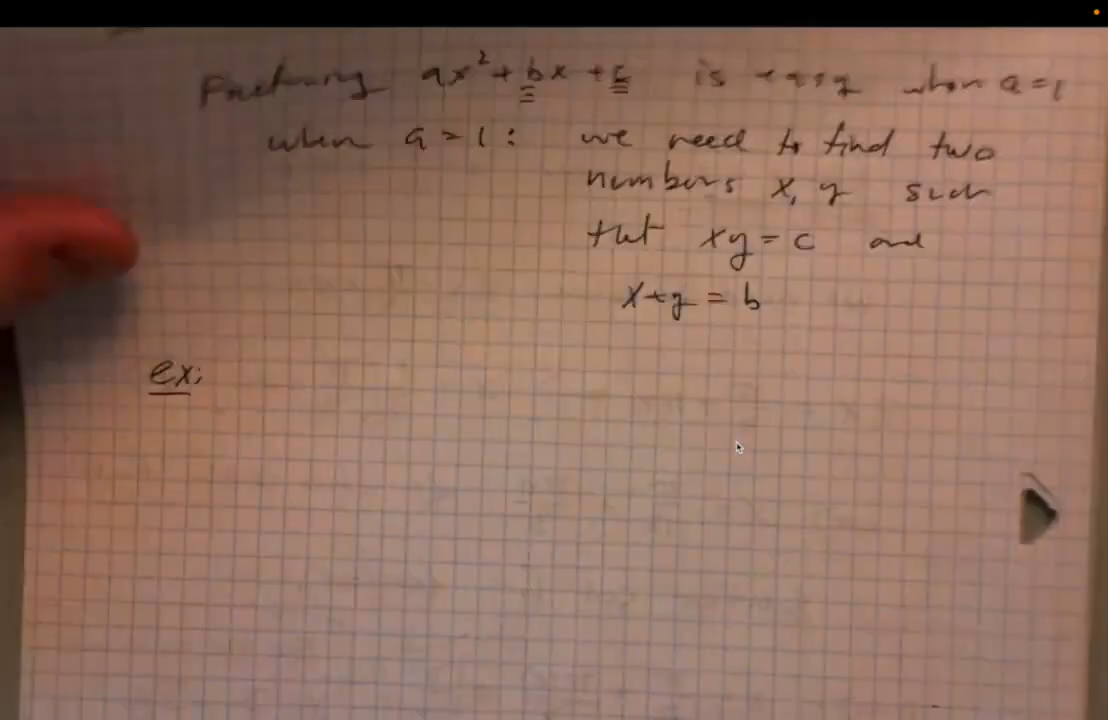 Factoring ax² + bx + c is easy when a = 1
when a = 1 : we need to find two
numbers x, y such
that xy = c and
x + y = b
ex: